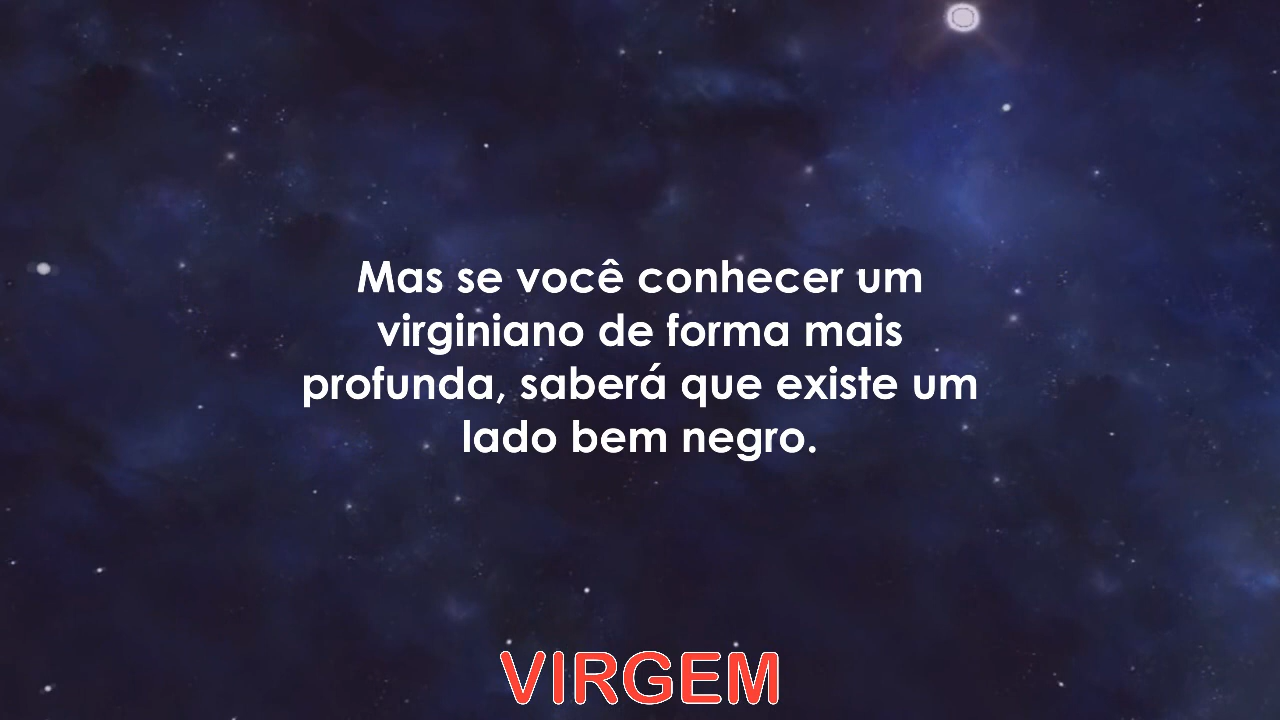 Mas se você conhecer um
virginiano de forma mais
profunda, saberá que existe um
lado bem negro.
VIRGEM